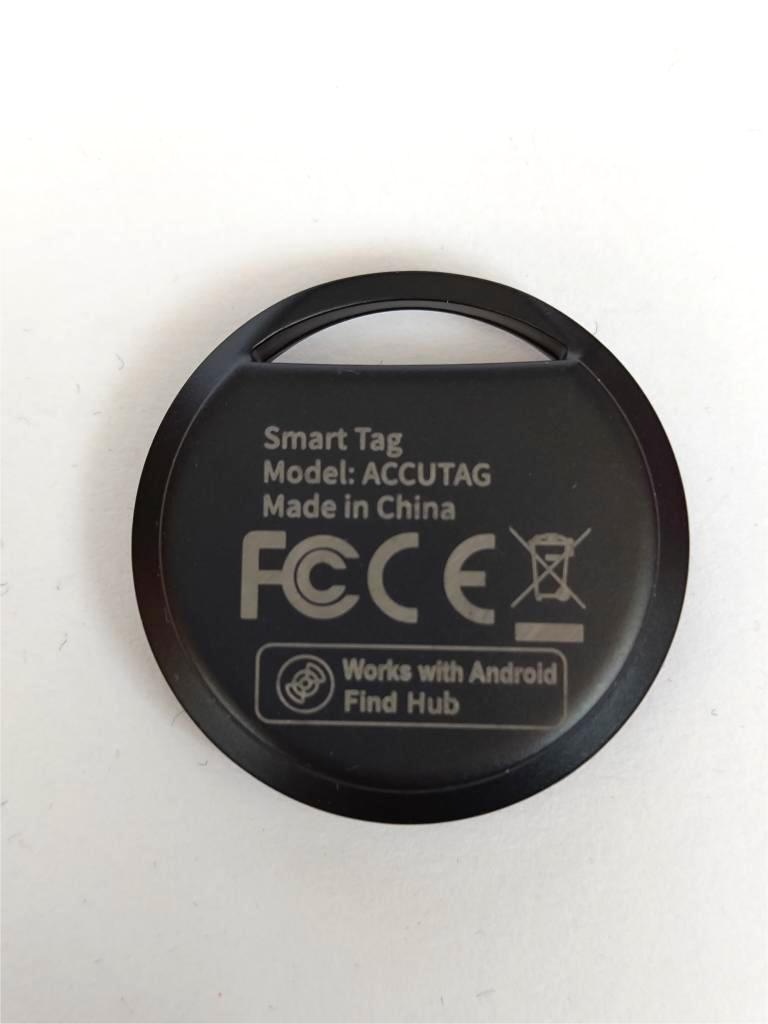 Smart Tag
Model: ACCUTAG
Made in China
FC CE
Works with Android
Find Hub